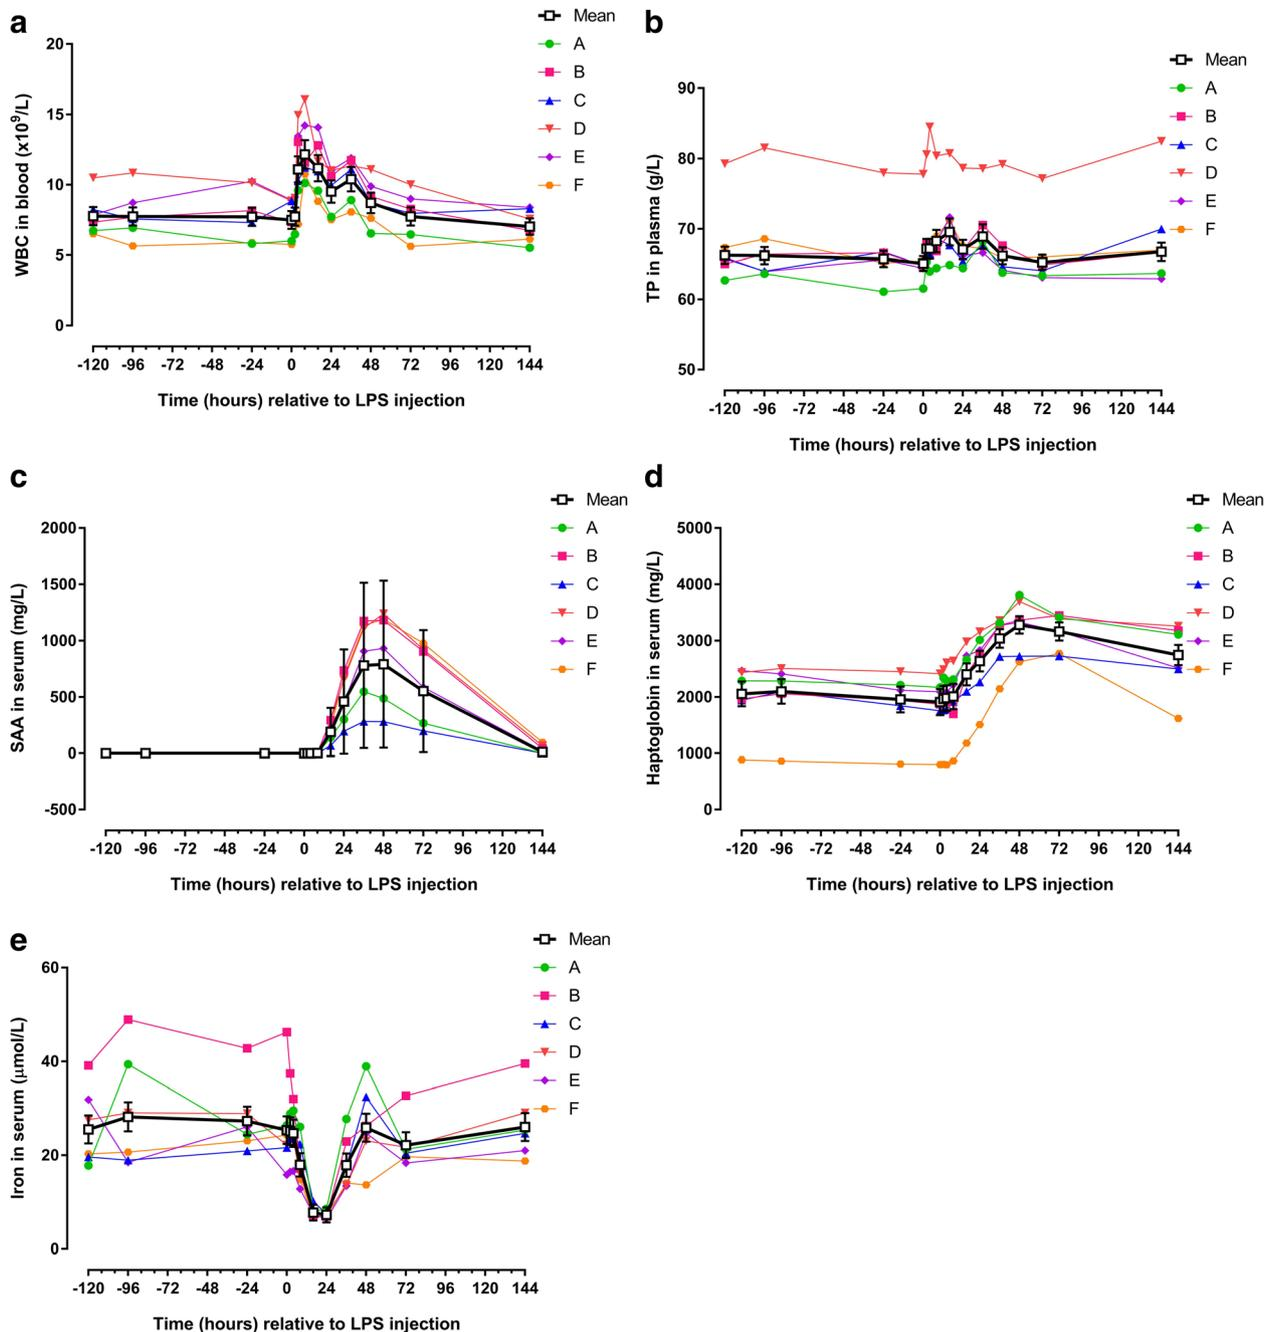 a
Mean
A
B
C
D
E
F
WBC in blood (x10⁹/L)
20
15
10
5
0
-120 -96 -72 -48 -24 0 24 48 72 96 120 144
Time (hours) relative to LPS injection
b
Mean
A
B
C
D
E
F
TP in plasma (g/L)
90
80
70
60
50
-120 -96 -72 -48 -24 0 24 48 72 96 120 144
Time (hours) relative to LPS injection
c
Mean
A
B
C
D
E
F
SAA in serum (mg/L)
2000
1500
1000
500
0
-500
-120 -96 -72 -48 -24 0 24 48 72 96 120 144
Time (hours) relative to LPS injection
d
Mean
A
B
C
D
E
F
Haptoglobin in serum (mg/L)
5000
4000
3000
2000
1000
0
-120 -96 -72 -48 -24 0 24 48 72 96 120 144
Time (hours) relative to LPS injection
e
Mean
A
B
C
D
E
F
Iron in serum (μmol/L)
60
40
20
0
-120 -96 -72 -48 -24 0 24 48 72 96 120 144
Time (hours) relative to LPS injection